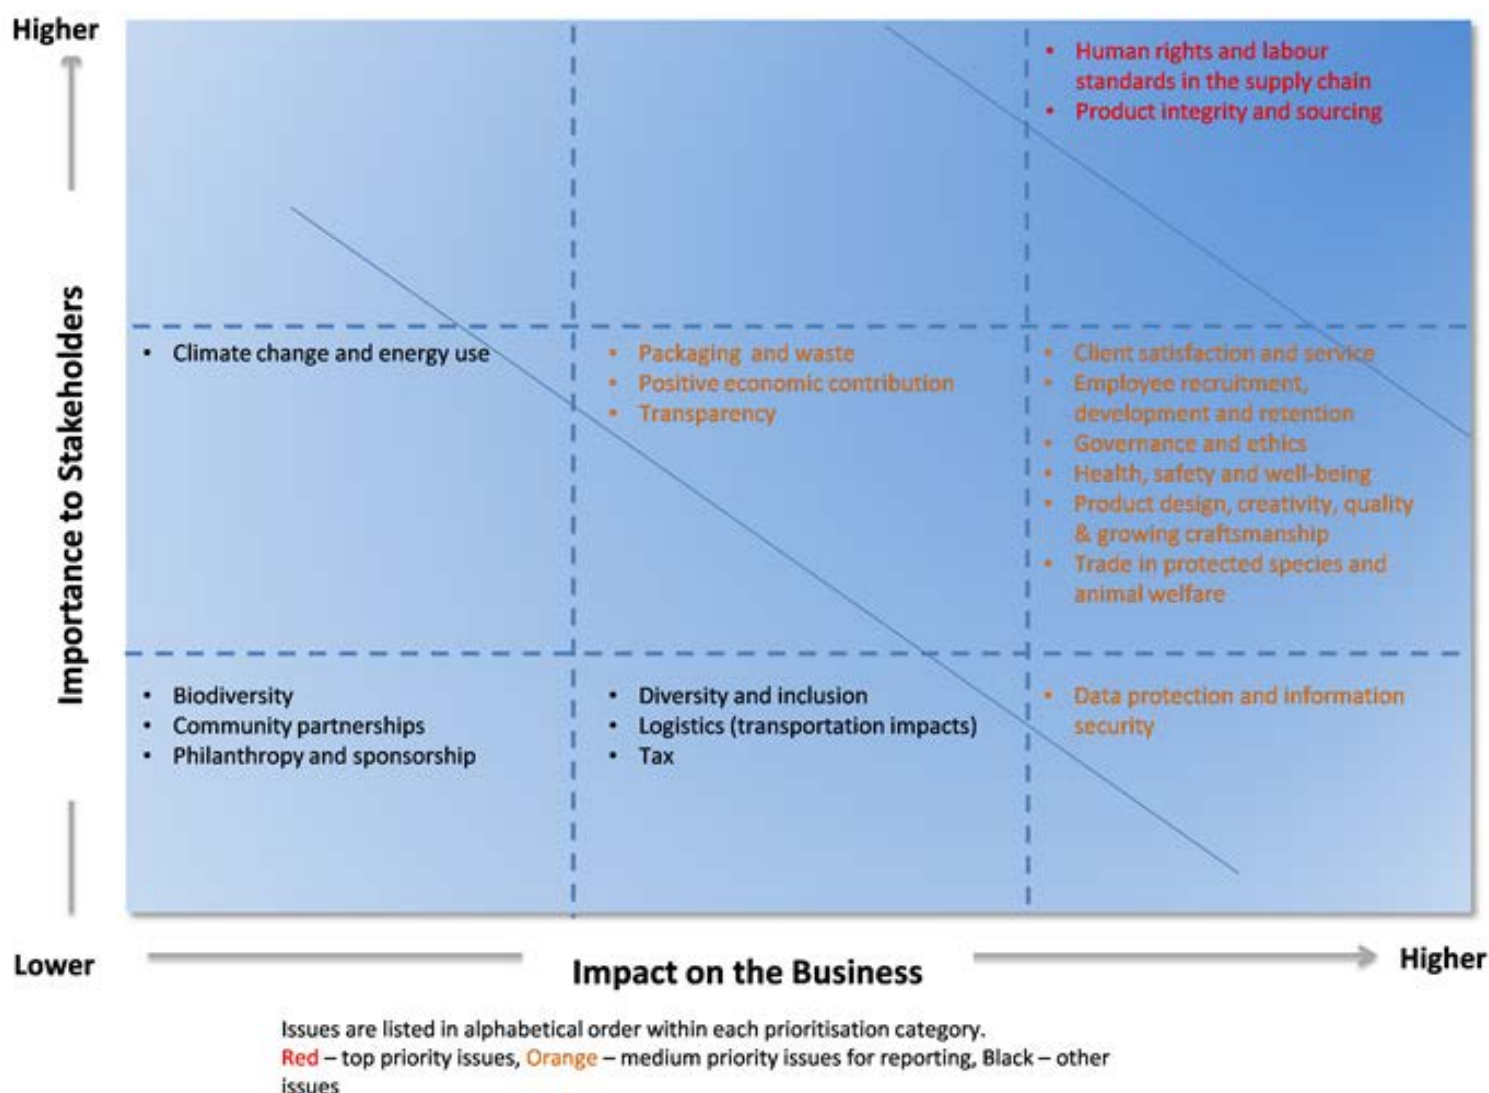 Higher
Importance to Stakeholders
• Human rights and labour
standards in the supply chain
• Product integrity and sourcing
• Climate change and energy use
• Packaging and waste
• Positive economic contribution
• Transparency
• Client satisfaction and service
• Employee recruitment,
development and retention
• Governance and ethics
• Health, safety and well-being
• Product design, creativity, quality
& growing craftsmanship
• Trade in protected species and
animal welfare
• Biodiversity
• Community partnerships
• Philanthropy and sponsorship
• Diversity and inclusion
• Logistics (transportation impacts)
• Tax
• Data protection and information
security
Lower
Impact on the Business
Higher
Issues are listed in alphabetical order within each prioritisation category.
Red – top priority issues, Orange – medium priority issues for reporting, Black – other
issues